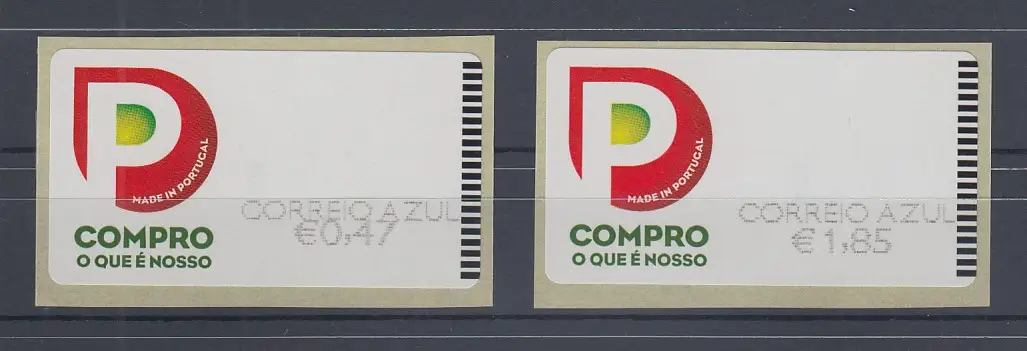 P
MADE IN PORTUGAL
CORREIO AZUL
€0,47
COMPRO
O QUE É NOSSO
P
MADE IN PORTUGAL
CORREIO AZUL
€1,85
COMPRO
O QUE É NOSSO